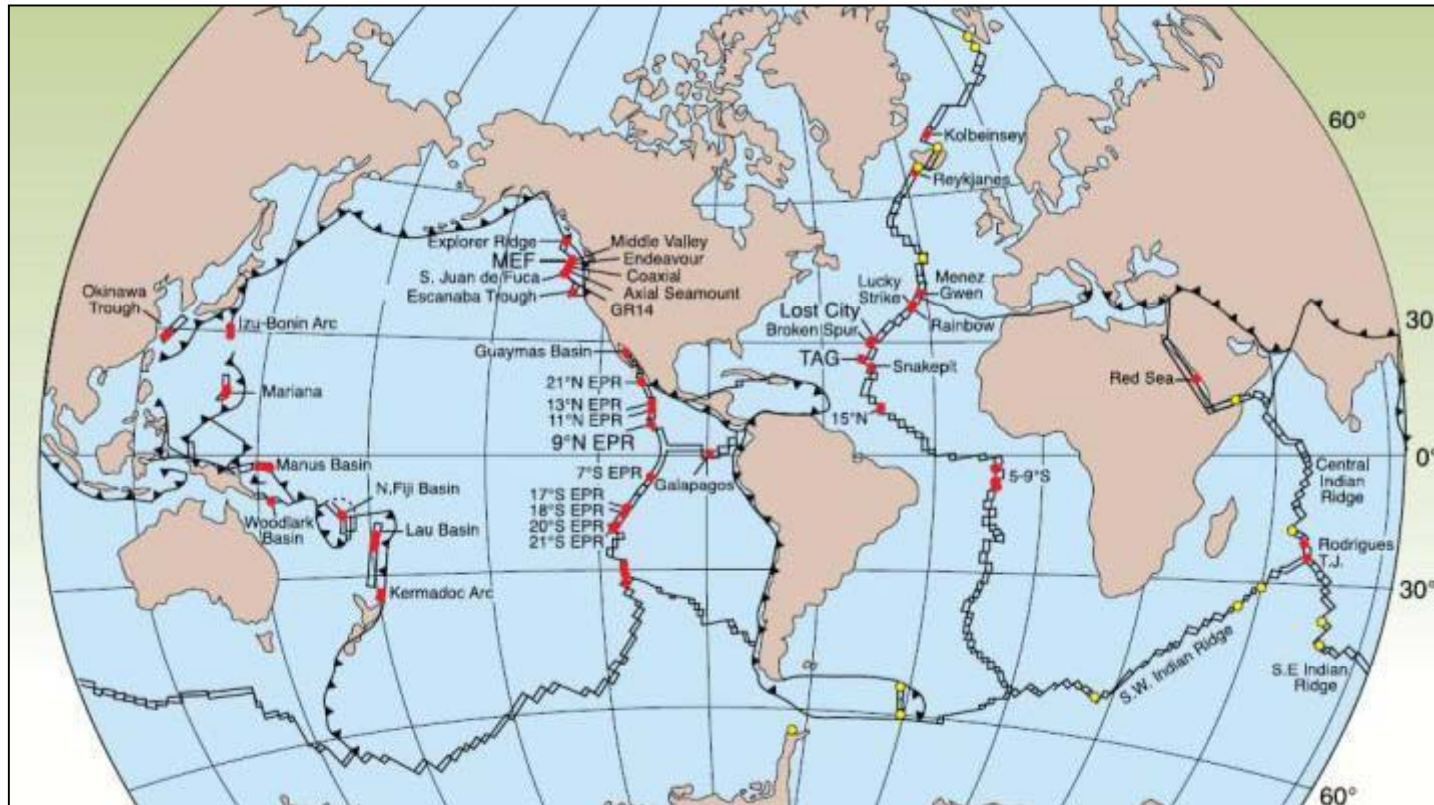 60°
Kolbeinsey
Reykjanes
Explorer Ridge
MEF
S. Juan de Fuca
Escanaba Trough
Middle Valley
Endeavour
Coaxial
Axial Seamount
GR14
Okinawa
Trough
Izu-Bonin Arc
Mariana
Lucky
Strike
Menez
Gwen
Lost City
Broken Spur
Rainbow
TAG
Snakepit
15°N
30°
Red Sea
Guaymas Basin
21°N EPR
13°N EPR
11°N EPR
9°N EPR
7°S EPR
Galapagos
17°S EPR
18°S EPR
20°S EPR
21°S EPR
0°
5-9°S
Central
Indian
Ridge
Manus Basin
N.Fiji Basin
Woodlark
Basin
Lau Basin
Kermadoc Arc
Rodrigues
T.J.
30°
S.W. Indian Riidge
S.E Indian
Ridge
60°